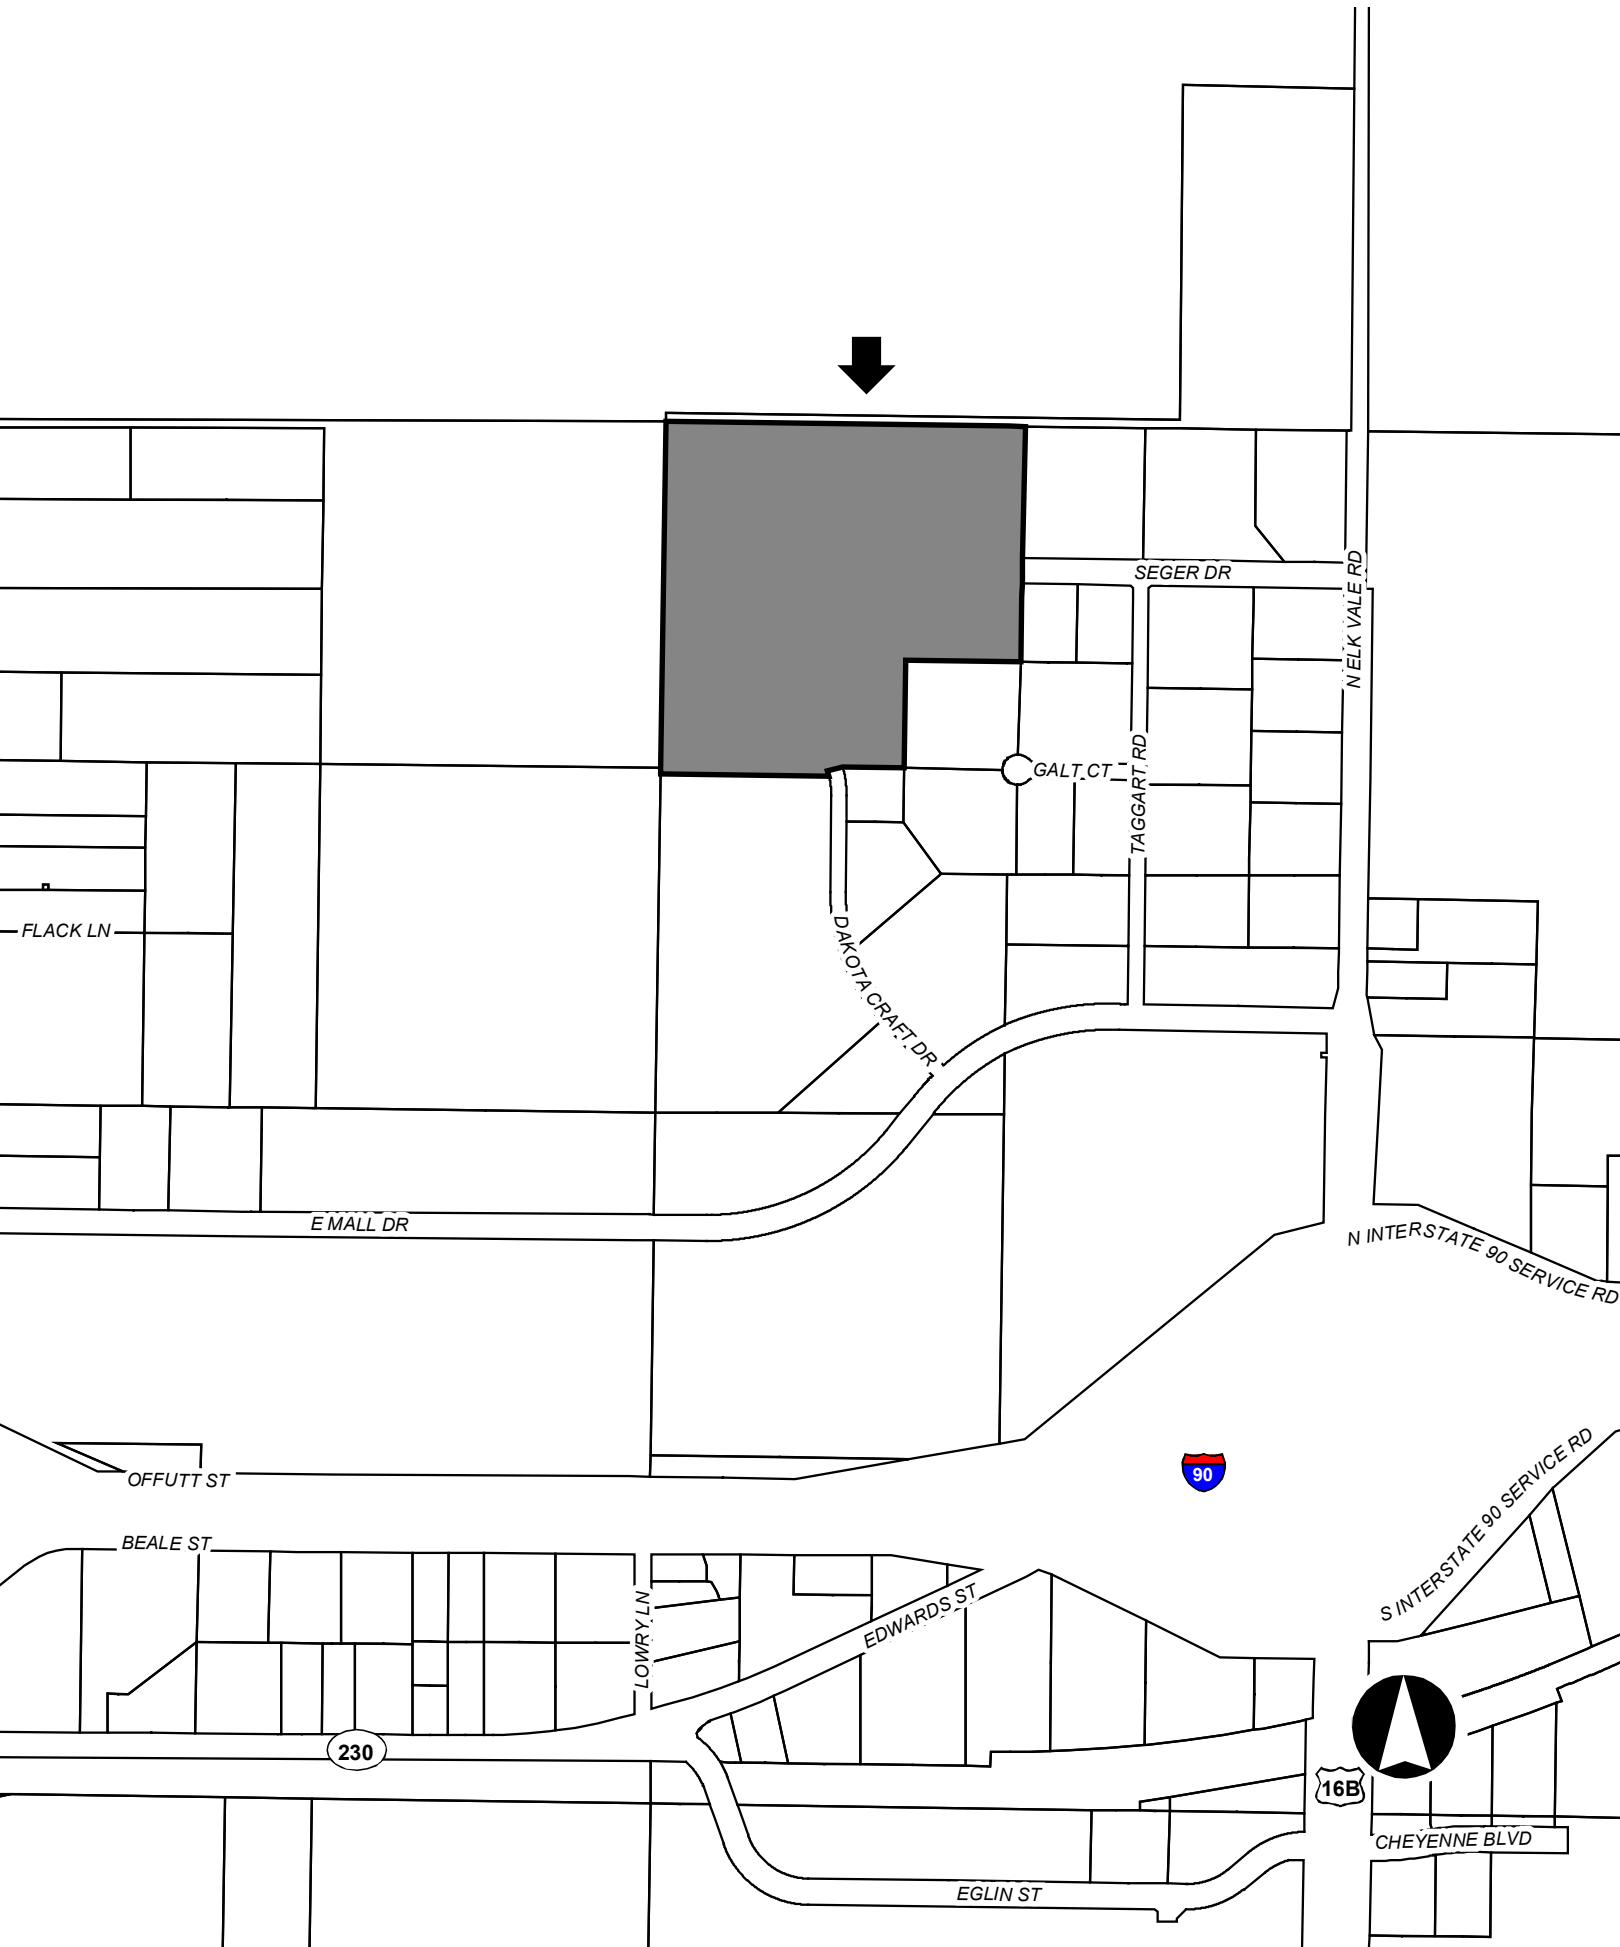 SEGER DR
N ELK VALE RD
GALT CT
TAGGART RD
FLACK LN
DAKOTA CRAFT DR
E MALL DR
N INTERSTATE 90 SERVICE RD
90
OFFUTT ST
S INTERSTATE 90 SERVICE RD
BEALE ST
EDWARDS ST
LOWRY LN
230
16B
CHEYENNE BLVD
EGLIN ST